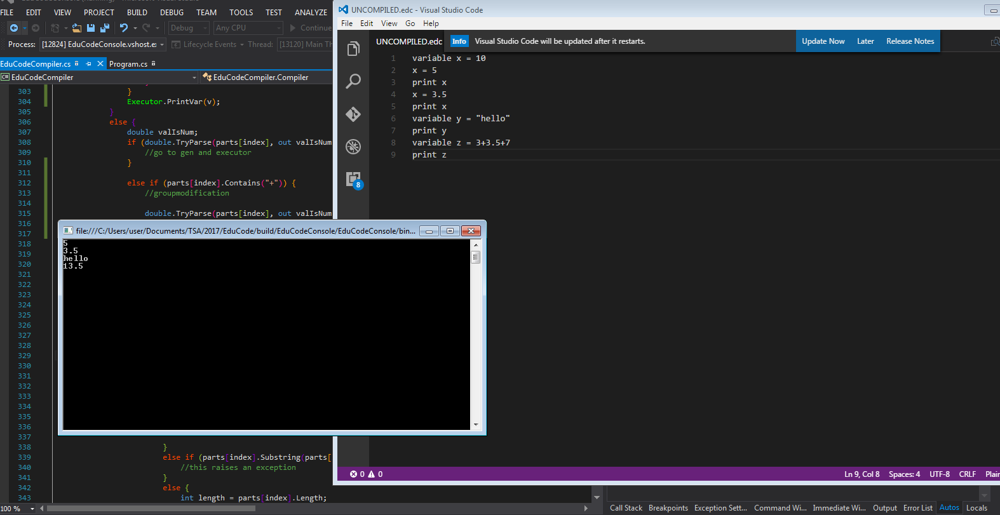 FILE EDIT VIEW PROJECT BUILD DEBUG TEAM TOOLS TEST ANALYZE
Debug Any CPU Continue
Process: [12824] EduCodeConsole.vshost.e Lifecycle Events Thread: [13120] Main Th
EduCodeCompiler.cs Program.cs
EduCodeCompiler EduCodeCompiler.Compiler
303 }
304 Executor.PrintVar(v);
305 }
306 else {
307 double valIsNum;
308 if (double.TryParse(parts[index], out valIsNum
309 //go to gen and executor
310 }
311
312 else if (parts[index].Contains("+")) {
313 //groupmodification
314
315 double.TryParse(parts[index], out valIsNum
316
317
318
319
320
321
322
323
324
325
326
327
328
329
330
331
332
333
334
335
336
337
338 }
339 else if (parts[index].Substring(parts[
340 //this raises an exception
341 }
342 else {
343 int length = parts[index].Length;
100 %
file:///C:/Users/user/Documents/TSA/2017/EduCode/build/EduCodeConsole/EduCodeConsole/bin...
5
3.5
hello
13.5
UNCOMPILED.edc - Visual Studio Code
File Edit View Go Help
UNCOMPILED.edc
Info Visual Studio Code will be updated after it restarts. Update Now Later Release Notes
1 variable x = 10
2 x = 5
3 print x
4 x = 3.5
5 print x
6 variable y = "hello"
7 print y
8 variable z = 3+3.5+7
9 print z
8
0 0 Ln 9, Col 8 Spaces: 4 UTF-8 CRLF Plain
Call Stack Breakpoints Exception Sett... Command Wi... Immediate Wi... Output Error List Autos Locals